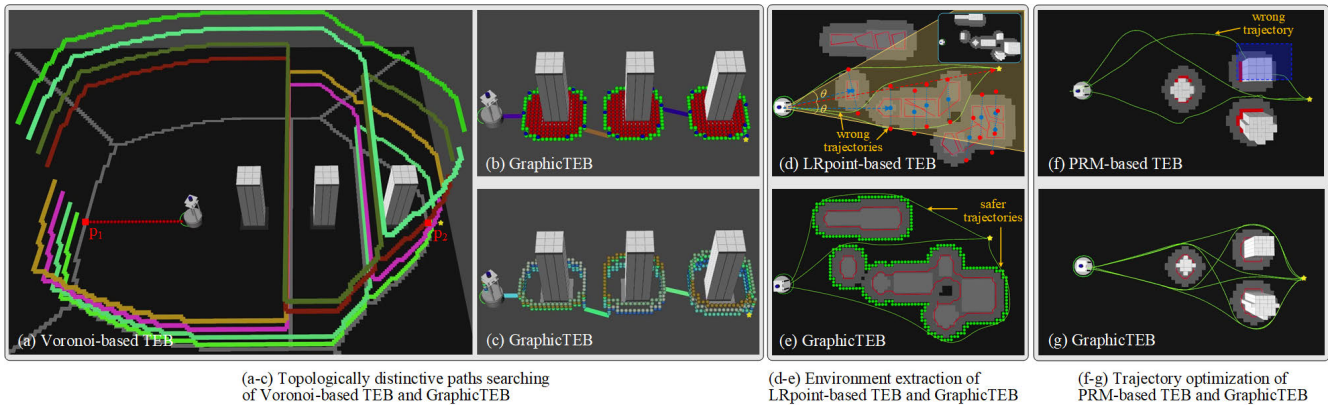 p1
p2
(a) Voronoi-based TEB
(b) GraphicTEB
(c) GraphicTEB
θ
θ
wrong
trajectories
(d) LRpoint-based TEB
safer
trajectories
(e) GraphicTEB
wrong
trajectory
(f) PRM-based TEB
(g) GraphicTEB
(a-c) Topologically distinctive paths searching
of Voronoi-based TEB and GraphicTEB
(d-e) Environment extraction of
LRpoint-based TEB and GraphicTEB
(f-g) Trajectory optimization of
PRM-based TEB and GraphicTEB